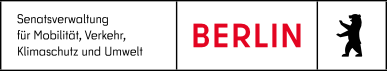 Senatsverwaltung
für Mobilität, Verkehr,
Klimaschutz und Umwelt
BERLIN